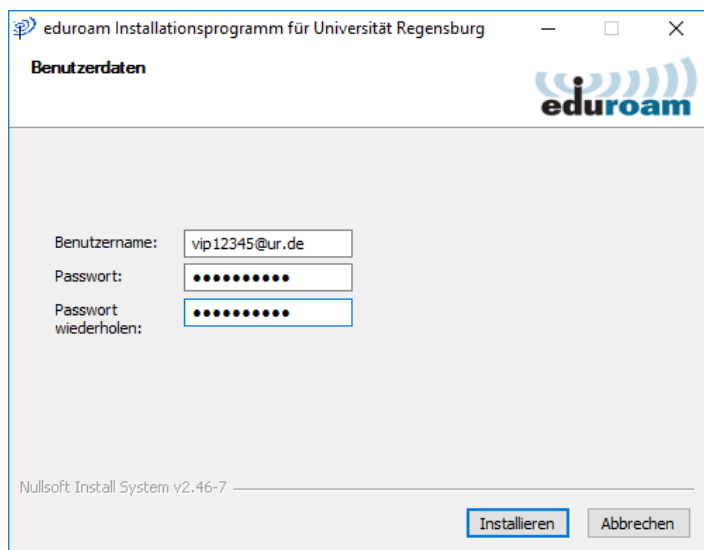 eduroam Installationsprogramm für Universität Regensburg
Benutzerdaten
eduroam
Benutzername:
vip12345@ur.de
Passwort:
●●●●●●●●●●
Passwort
wiederholen:
●●●●●●●●●●
Nullsoft Install System v2.46-7
Installieren
Abbrechen